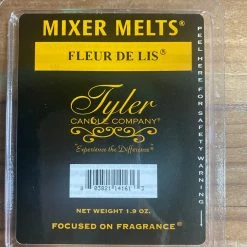 MIXER MELTS®
FLEUR DE LIS®
Tyler
CANDLE COMPANY®
"Experience the Difference"®
NET WEIGHT 1.9 OZ.
FOCUSED ON FRAGRANCE®
PEEL HERE FOR SAFETY WARNING